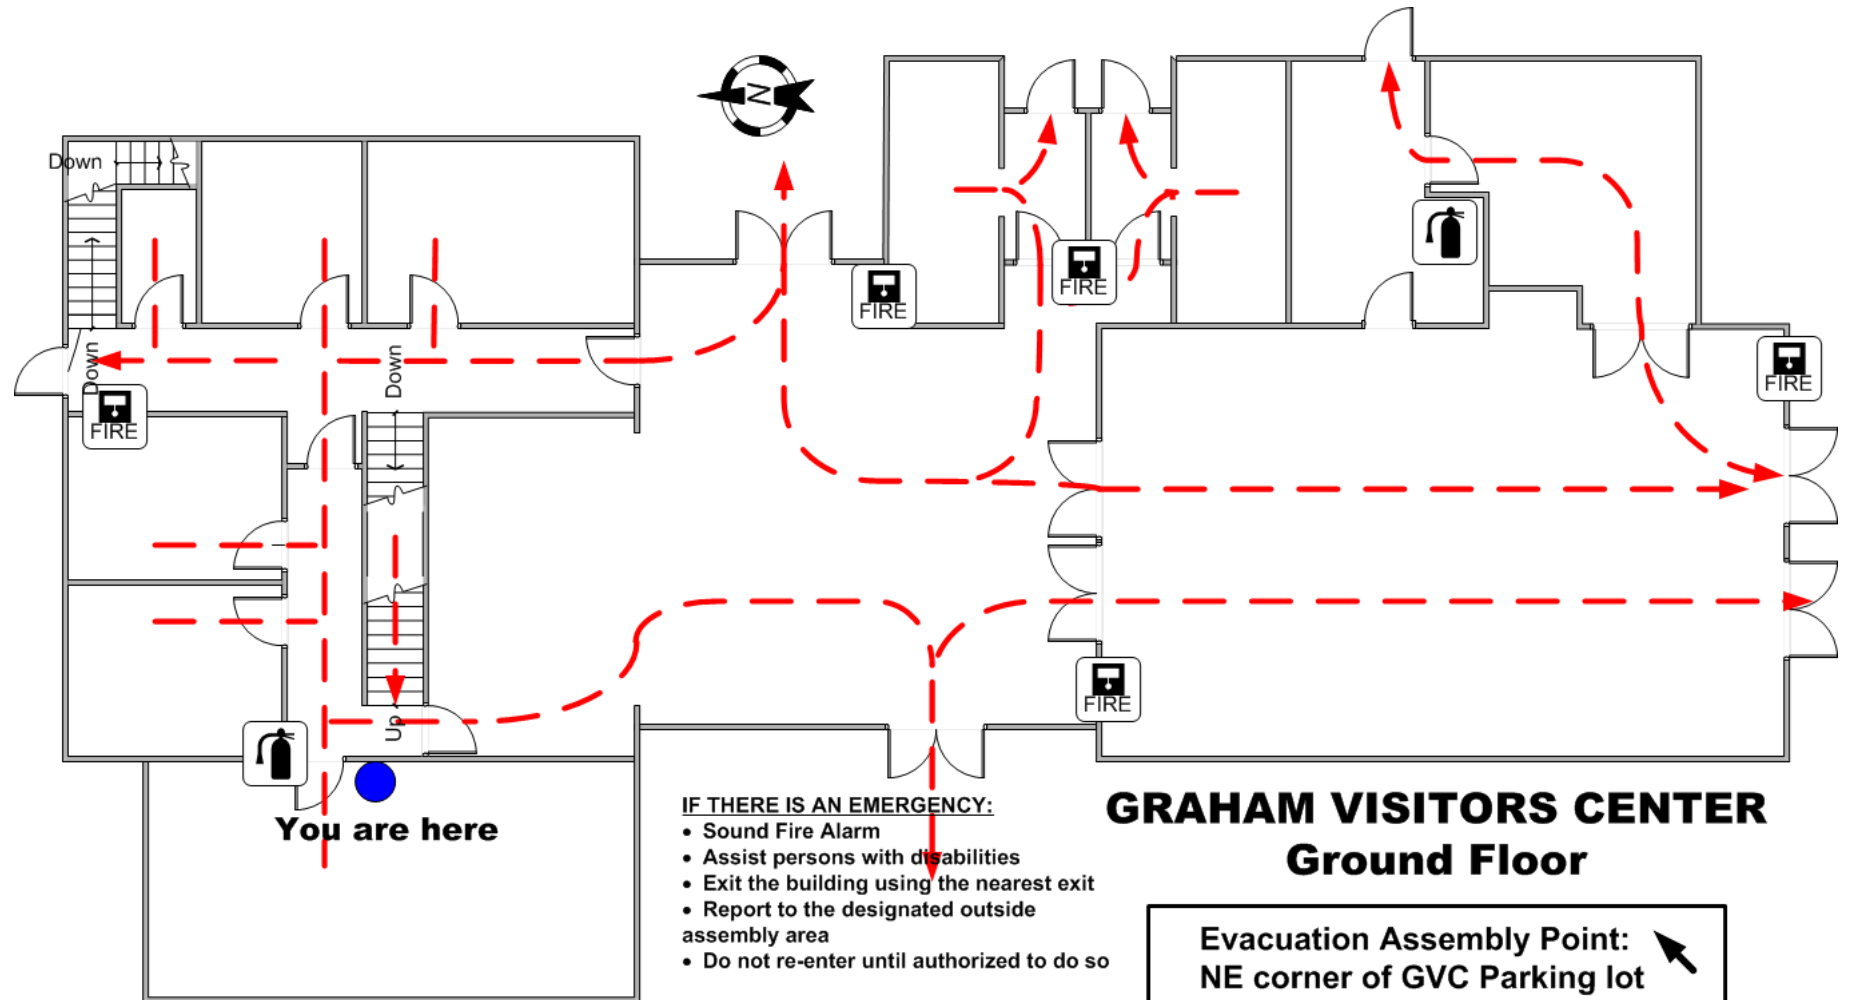 Down
N
Down
Down
FIRE
FIRE
FIRE
FIRE
FIRE
Up
You are here
IF THERE IS AN EMERGENCY:
• Sound Fire Alarm
• Assist persons with disabilities
• Exit the building using the nearest exit
• Report to the designated outside
assembly area
• Do not re-enter until authorized to do so
GRAHAM VISITORS CENTER
Ground Floor
Evacuation Assembly Point:
NE corner of GVC Parking lot